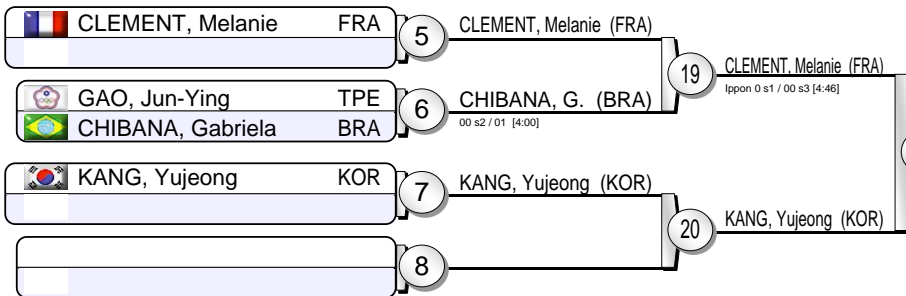 CLEMENT, Melanie FRA
5
CLEMENT, Melanie (FRA)
19
CLEMENT, Melanie (FRA)
Ippon 0 s1 / 00 s3 [4:46]
GAO, Jun-Ying TPE
CHIBANA, Gabriela BRA
6
CHIBANA, G. (BRA)
00 s2 / 01 [4:00]
KANG, Yujeong KOR
7
KANG, Yujeong (KOR)
20
KANG, Yujeong (KOR)
8